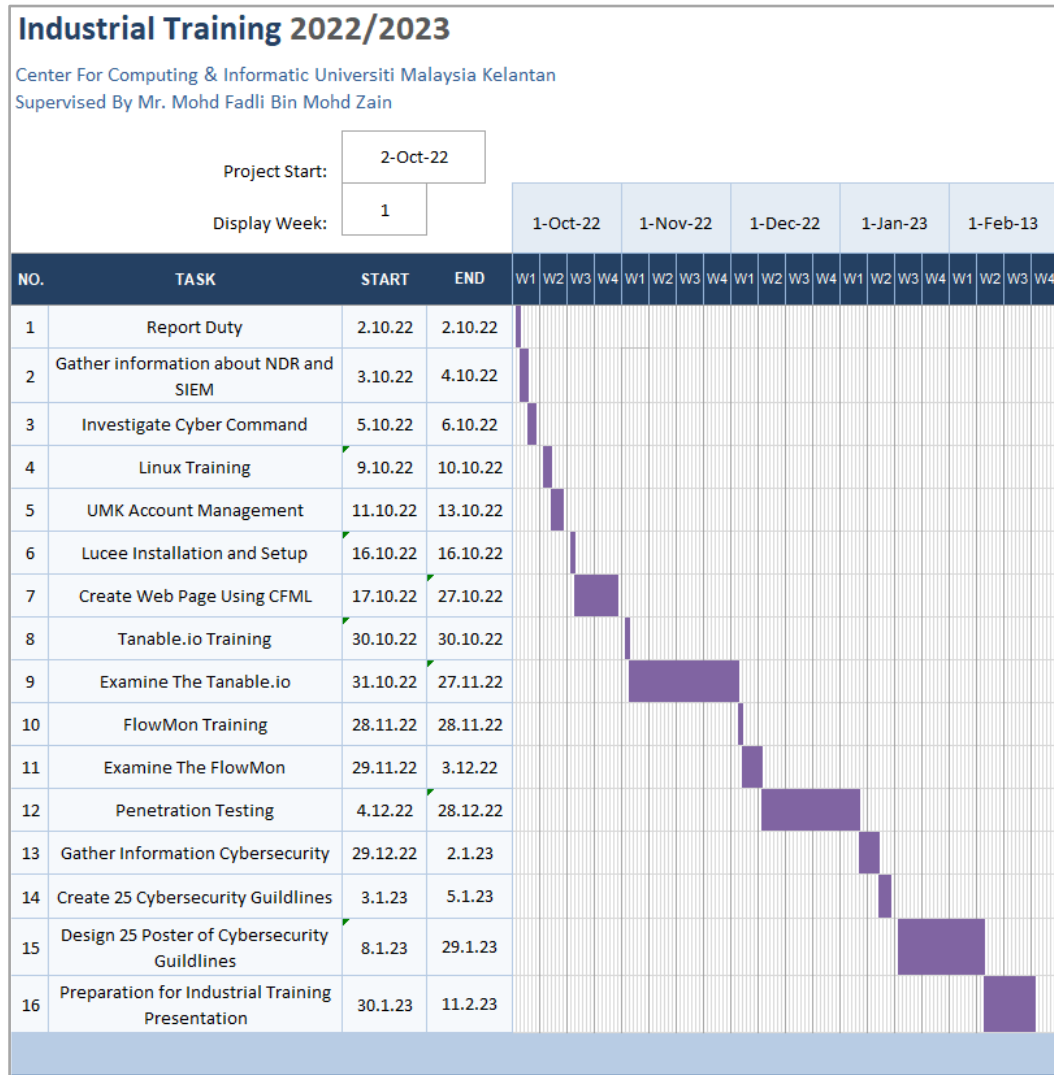 Industrial Training 2022/2023
Center For Computing & Informatic Universiti Malaysia Kelantan
Supervised By Mr. Mohd Fadli Bin Mohd Zain
Project Start: 2-Oct-22
Display Week: 1
1-Oct-22 1-Nov-22 1-Dec-22 1-Jan-23 1-Feb-13
NO. TASK START END W1 W2 W3 W4 W1 W2 W3 W4 W1 W2 W3 W4 W1 W2 W3 W4 W1 W2 W3 W4
1 Report Duty 2.10.22 2.10.22
2 Gather information about NDR and
SIEM 3.10.22 4.10.22
3 Investigate Cyber Command 5.10.22 6.10.22
4 Linux Training 9.10.22 10.10.22
5 UMK Account Management 11.10.22 13.10.22
6 Lucee Installation and Setup 16.10.22 16.10.22
7 Create Web Page Using CFML 17.10.22 27.10.22
8 Tanable.io Training 30.10.22 30.10.22
9 Examine The Tanable.io 31.10.22 27.11.22
10 FlowMon Training 28.11.22 28.11.22
11 Examine The FlowMon 29.11.22 3.12.22
12 Penetration Testing 4.12.22 28.12.22
13 Gather Information Cybersecurity 29.12.22 2.1.23
14 Create 25 Cybersecurity Guildlines 3.1.23 5.1.23
15 Design 25 Poster of Cybersecurity
Guildlines 8.1.23 29.1.23
16 Preparation for Industrial Training
Presentation 30.1.23 11.2.23